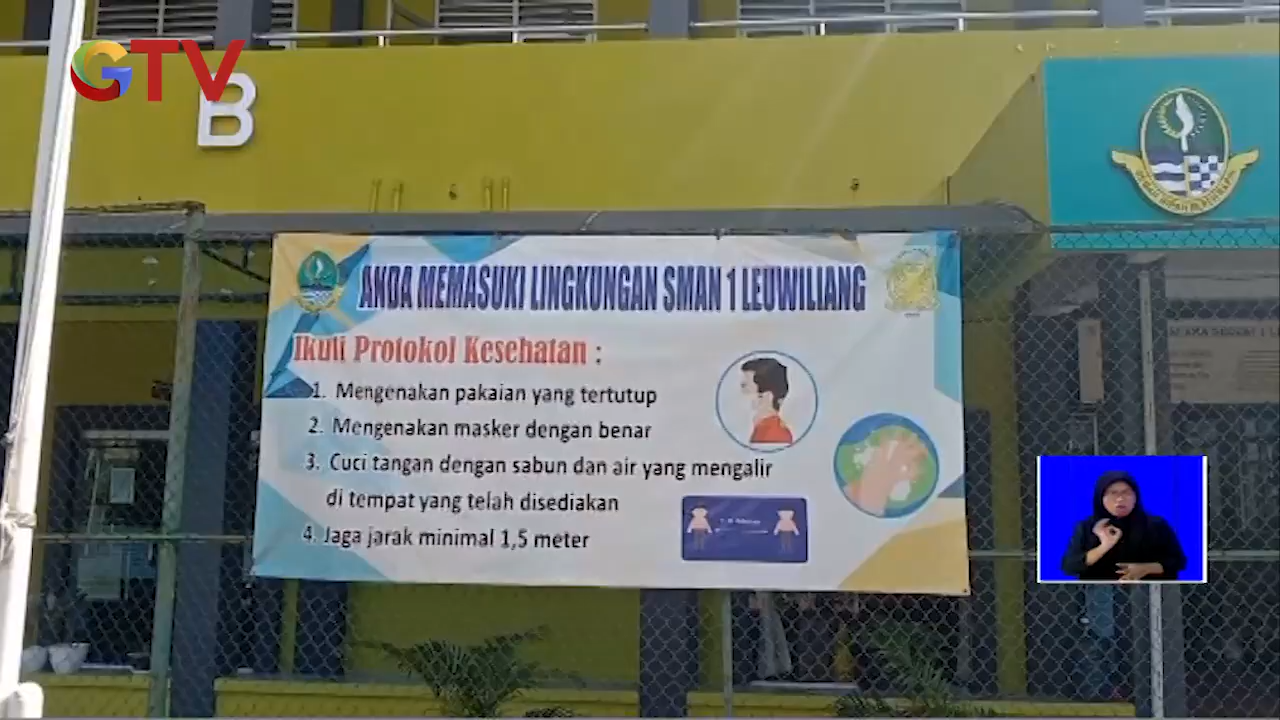 GTV
B
ANDA MEMASUKI LINGKUNGAN SMAN 1 LEUWILIANG
Ikuti Protokol Kesehatan :
1. Mengenakan pakaian yang tertutup
2. Mengenakan masker dengan benar
3. Cuci tangan dengan sabun dan air yang mengalir
di tempat yang telah disediakan
4. Jaga jarak minimal 1,5 meter